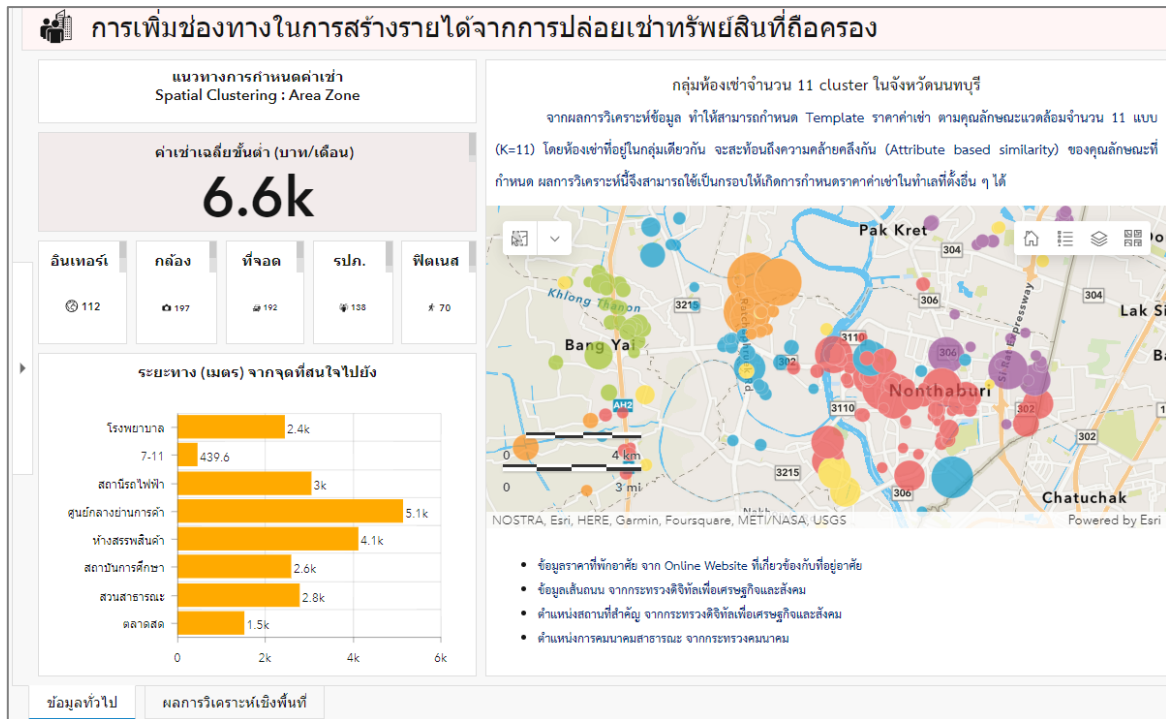 การเพิ่มช่องทางในการสร้างรายได้จากการปล่อยเช่าทรัพย์สินที่ถือครอง
แนวทางการกำหนดค่าเช่า
Spatial Clustering : Area Zone
ค่าเช่าเฉลี่ยขั้นต่ำ (บาท/เดือน)
6.6k
อินเทอร์เ
112
กล้อง
197
ที่จอด
192
รปภ.
138
ฟิตเนส
70
ระยะทาง (เมตร) จากจุดที่สนใจไปยัง
โรงพยาบาล 2.4k
7-11 439.6
สถานีรถไฟฟ้า 3k
ศูนย์กลางย่านการค้า 5.1k
ห้างสรรพสินค้า 4.1k
สถาบันการศึกษา 2.6k
สวนสาธารณะ 2.8k
ตลาดสด 1.5k
0 2k 4k 6k
กลุ่มห้องเช่าจำนวน 11 cluster ในจังหวัดนนทบุรี
จากผลการวิเคราะห์ข้อมูล ทำให้สามารถกำหนด Template ราคาค่าเช่า ตามคุณลักษณะแวดล้อมจำนวน 11 แบบ
(K=11) โดยห้องเช่าที่อยู่ในกลุ่มเดียวกัน จะสะท้อนถึงความคล้ายคลึงกัน (Attribute based similarity) ของคุณลักษณะที่
กำหนด ผลการวิเคราะห์นี้จึงสามารถใช้เป็นกรอบให้เกิดการกำหนดราคาค่าเช่าในทำเลที่ตั้งอื่น ๆ ได้
Pak Kret
304
Khlong Thanon
3215
306
304
Lak Si
Bang Yai
302
3110
306
Si Rat Expressway
Ba
Nonthaburi
AH2
3110
302
302
0 4 km
0 3 mi
3215
306
Chatuchak
NOSTRA, Esri, HERE, Garmin, Foursquare, METI/NASA, USGS
Powered by Esri
• ข้อมูลราคาที่พักอาศัย จาก Online Website ที่เกี่ยวข้องกับที่อยู่อาศัย
• ข้อมูลเส้นถนน จากกระทรวงดิจิทัลเพื่อเศรษฐกิจและสังคม
• ตำแหน่งสถานที่สำคัญ จากกระทรวงดิจิทัลเพื่อเศรษฐกิจและสังคม
• ตำแหน่งการคมนาคมสาธารณะ จากกระทรวงคมนาคม
ข้อมูลทั่วไป
ผลการวิเคราะห์เชิงพื้นที่